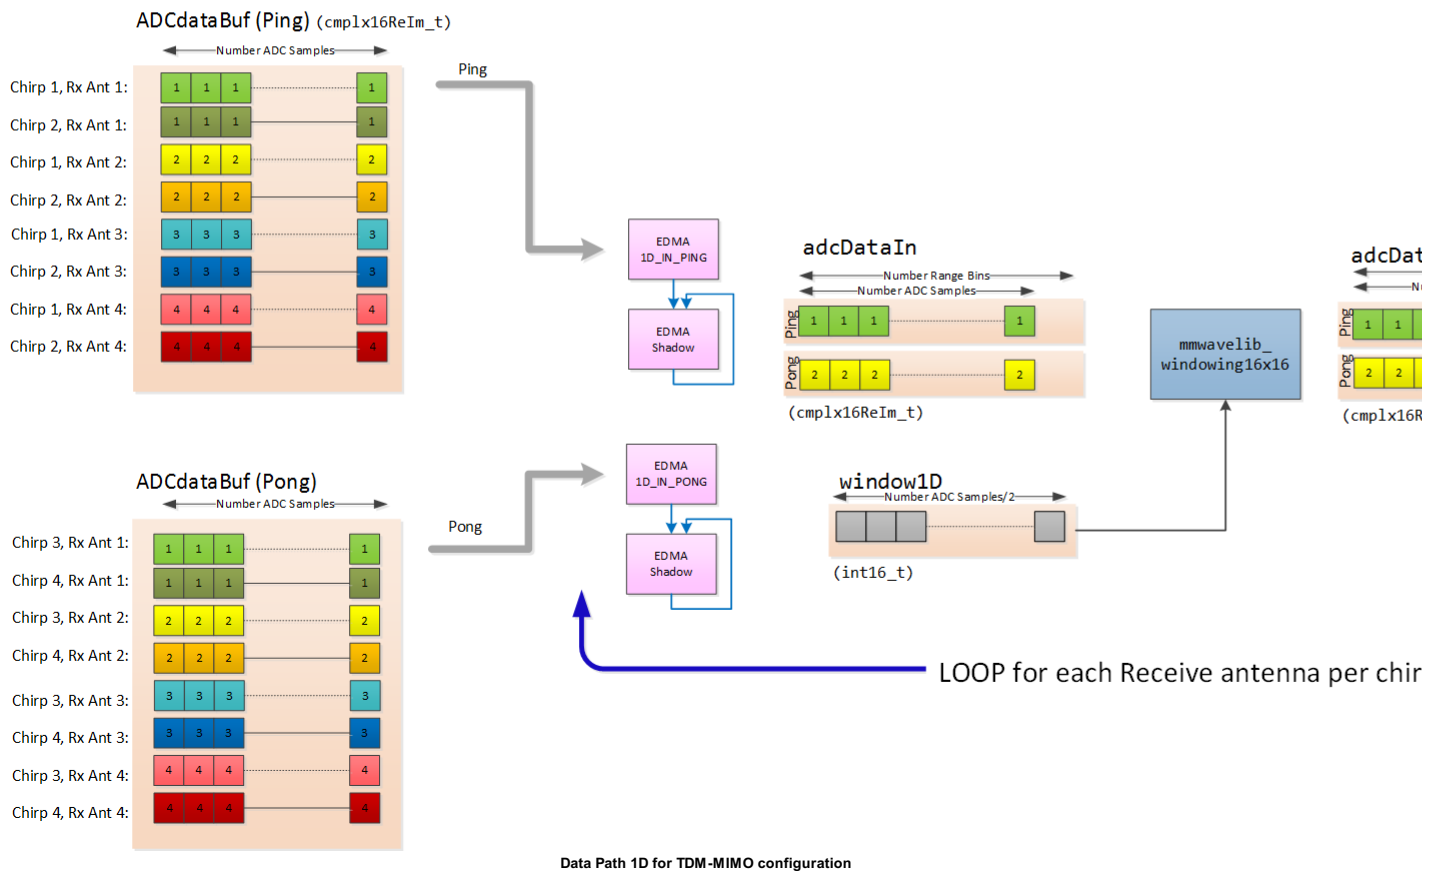 ADCdataBuf (Ping) (cmplx16ReIm_t)
Number ADC Samples
Chirp 1, Rx Ant 1: 1 1 1 1
Chirp 2, Rx Ant 1: 1 1 1 1
Chirp 1, Rx Ant 2: 2 2 2 2
Chirp 2, Rx Ant 2: 2 2 2 2
Chirp 1, Rx Ant 3: 3 3 3 3
Chirp 2, Rx Ant 3: 3 3 3 3
Chirp 1, Rx Ant 4: 4 4 4 4
Chirp 2, Rx Ant 4: 4 4 4 4
Ping
EDMA
1D_IN_PING
EDMA
Shadow
adcDataIn
Number Range Bins
Number ADC Samples
Ping 1 1 1 1
Pong 2 2 2 2
(cmplx16ReIm_t)
mmwavelib_
windowing16x16
adcDat
Nu
Ping 1 1
Pong 2 2
(cmplx16R
ADCdataBuf (Pong)
Number ADC Samples
Chirp 3, Rx Ant 1: 1 1 1 1
Chirp 4, Rx Ant 1: 1 1 1 1
Chirp 3, Rx Ant 2: 2 2 2 2
Chirp 4, Rx Ant 2: 2 2 2 2
Chirp 3, Rx Ant 3: 3 3 3 3
Chirp 4, Rx Ant 3: 3 3 3 3
Chirp 3, Rx Ant 4: 4 4 4 4
Chirp 4, Rx Ant 4: 4 4 4 4
Pong
EDMA
1D_IN_PONG
EDMA
Shadow
window1D
Number ADC Samples/2
(int16_t)
LOOP for each Receive antenna per chir
Data Path 1D for TDM-MIMO configuration